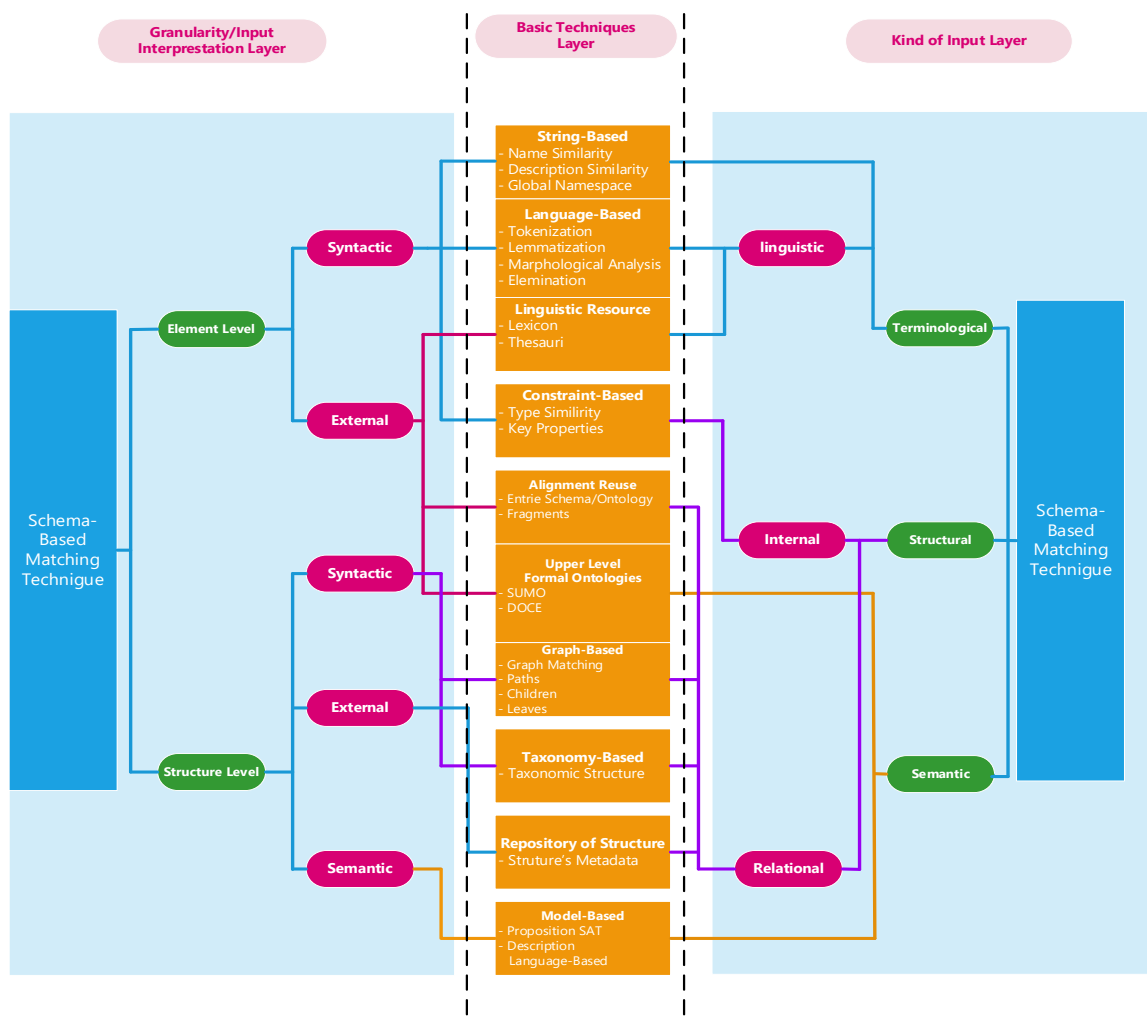 Granularity/Input
Interprestation Layer
Basic Techniques
Layer
Kind of Input Layer
Schema-
Based
Matching
Technigue
Element Level
Structure Level
Syntactic
External
Syntactic
External
Semantic
String-Based
- Name Similarity
- Description Similarity
- Global Namespace
Language-Based
- Tokenization
- Lemmatization
- Marphological Analysis
- Elemination
Linguistic Resource
- Lexicon
- Thesauri
Constraint-Based
- Type Similirity
- Key Properties
Alignment Reuse
- Entrie Schema/Ontology
- Fragments
Upper Level
Formal Ontologies
- SUMO
- DOCE
Graph-Based
- Graph Matching
- Paths
- Children
- Leaves
Taxonomy-Based
- Taxonomic Structure
Repository of Structure
- Struture's Metadata
Model-Based
- Proposition SAT
- Description
Language-Based
linguistic
Internal
Relational
Terminological
Structural
Semantic
Schema-
Based
Matching
Technigue